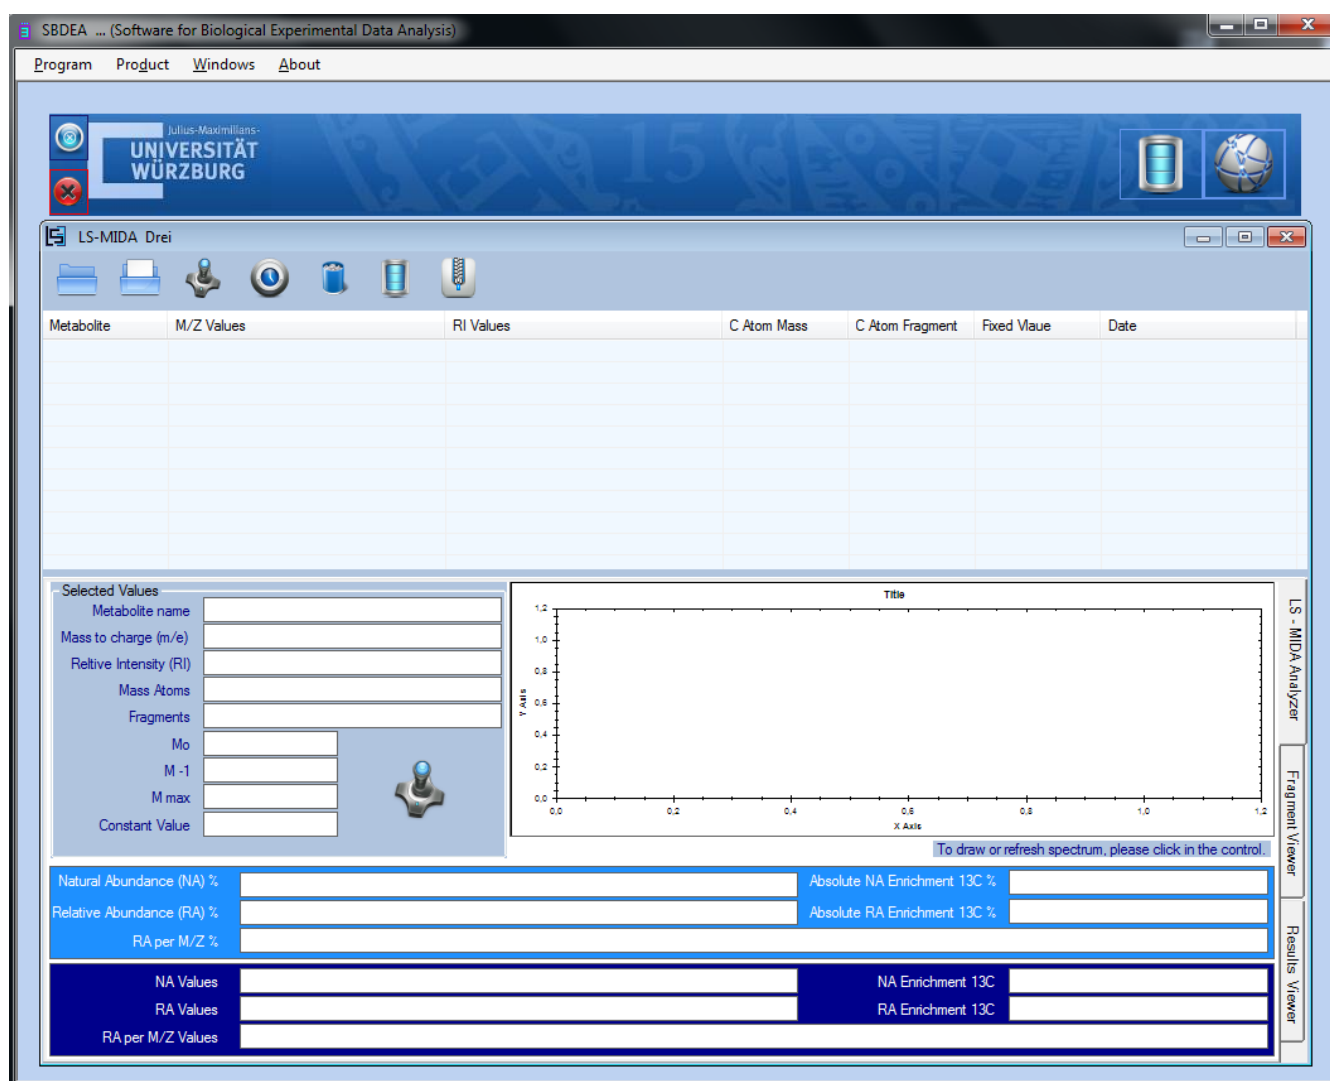 SBDEA ... (Software for Biological Experimental Data Analysis)
Program Product Windows About
Julius-Maximilians-
UNIVERSITÄT
WÜRZBURG
15
LS-MIDA Drei
Metabolite M/Z Values RI Values C Atom Mass C Atom Fragment Fixed Vlaue Date
Selected Values
Metabolite name
Mass to charge (m/e)
Reltive Intensity (RI)
Mass Atoms
Fragments
Mo
M -1
M max
Constant Value
Title
1,2
1,0
0,8
0,6
0,4
0,2
0,0
Y Axis
0,0 0,2 0,4 0,6 0,8 1,0 1,2
X Axis
To draw or refresh spectrum, please click in the control.
LS - MIDA Analyzer
Fragment Viewer
Results Viewer
Natural Abundance (NA) % Absolute NA Enrichment 13C %
Relative Abundance (RA) % Absolute RA Enrichment 13C %
RA per M/Z %
NA Values NA Enrichment 13C
RA Values RA Enrichment 13C
RA per M/Z Values